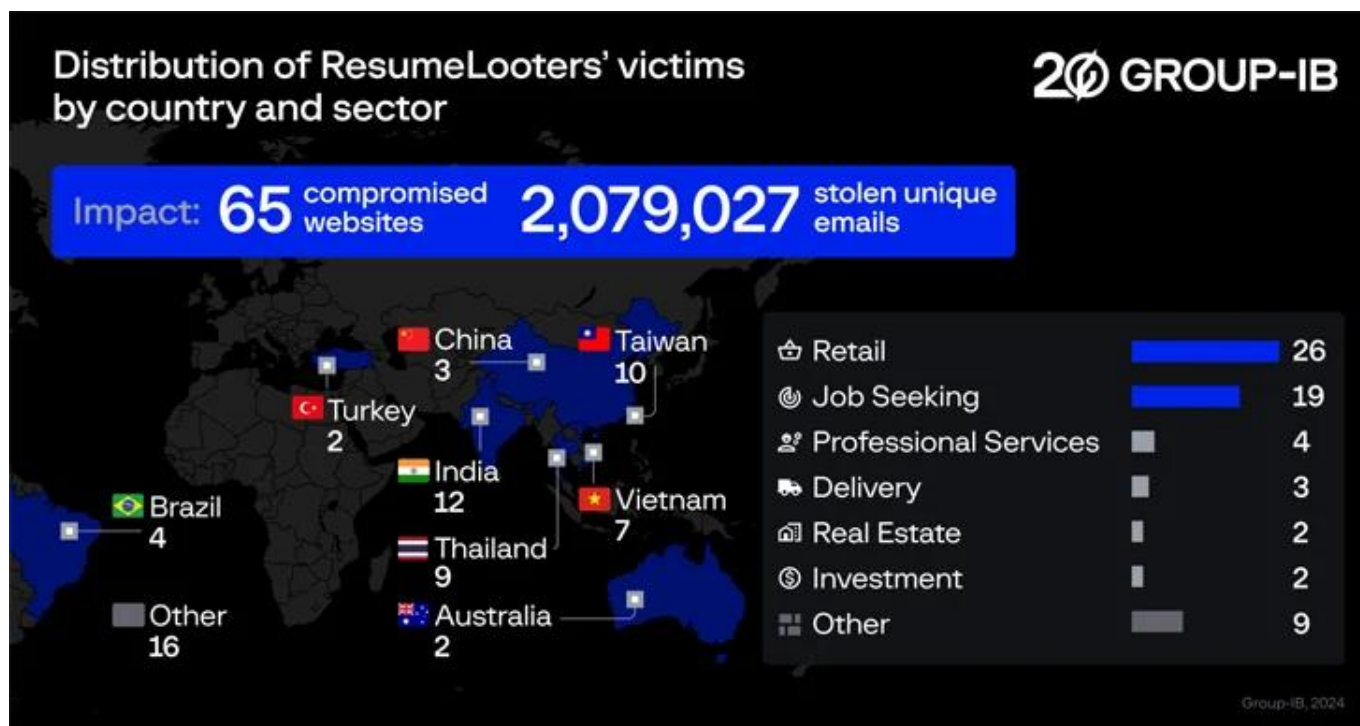 Distribution of ResumeLooters' victims
by country and sector
20 GROUP-IB
Impact: 65 compromised websites 2,079,027 stolen unique emails
China
3
Taiwan
10
Turkey
2
India
12
Vietnam
7
Brazil
4
Thailand
9
Other
16
Australia
2
Retail 26
Job Seeking 19
Professional Services 4
Delivery 3
Real Estate 2
Investment 2
Other 9
Group-IB, 2024